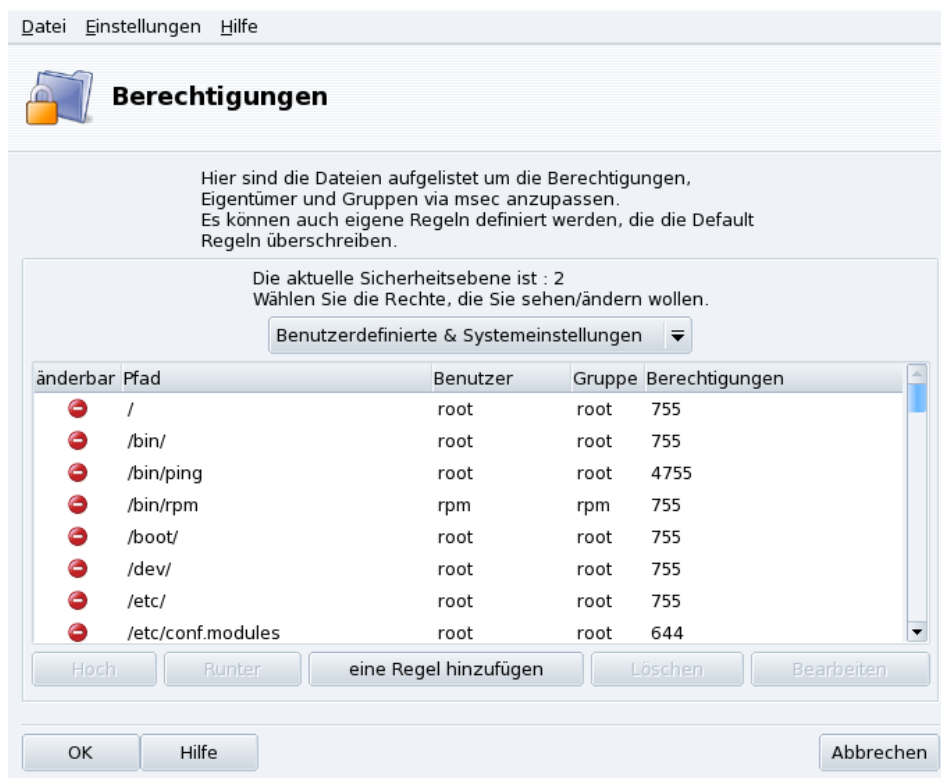 Datei Einstellungen Hilfe
Berechtigungen
Hier sind die Dateien aufgelistet um die Berechtigungen,
Eigentümer und Gruppen via msec anzupassen.
Es können auch eigene Regeln definiert werden, die die Default
Regeln überschreiben.
Die aktuelle Sicherheitsebene ist : 2
Wählen Sie die Rechte, die Sie sehen/ändern wollen.
Benutzerdefinierte & Systemeinstellungen
änderbar Pfad Benutzer Gruppe Berechtigungen
/ root root 755
/bin/ root root 755
/bin/ping root root 4755
/bin/rpm rpm rpm 755
/boot/ root root 755
/dev/ root root 755
/etc/ root root 755
/etc/conf.modules root root 644
Hoch Runter eine Regel hinzufügen Löschen Bearbeiten
OK Hilfe Abbrechen